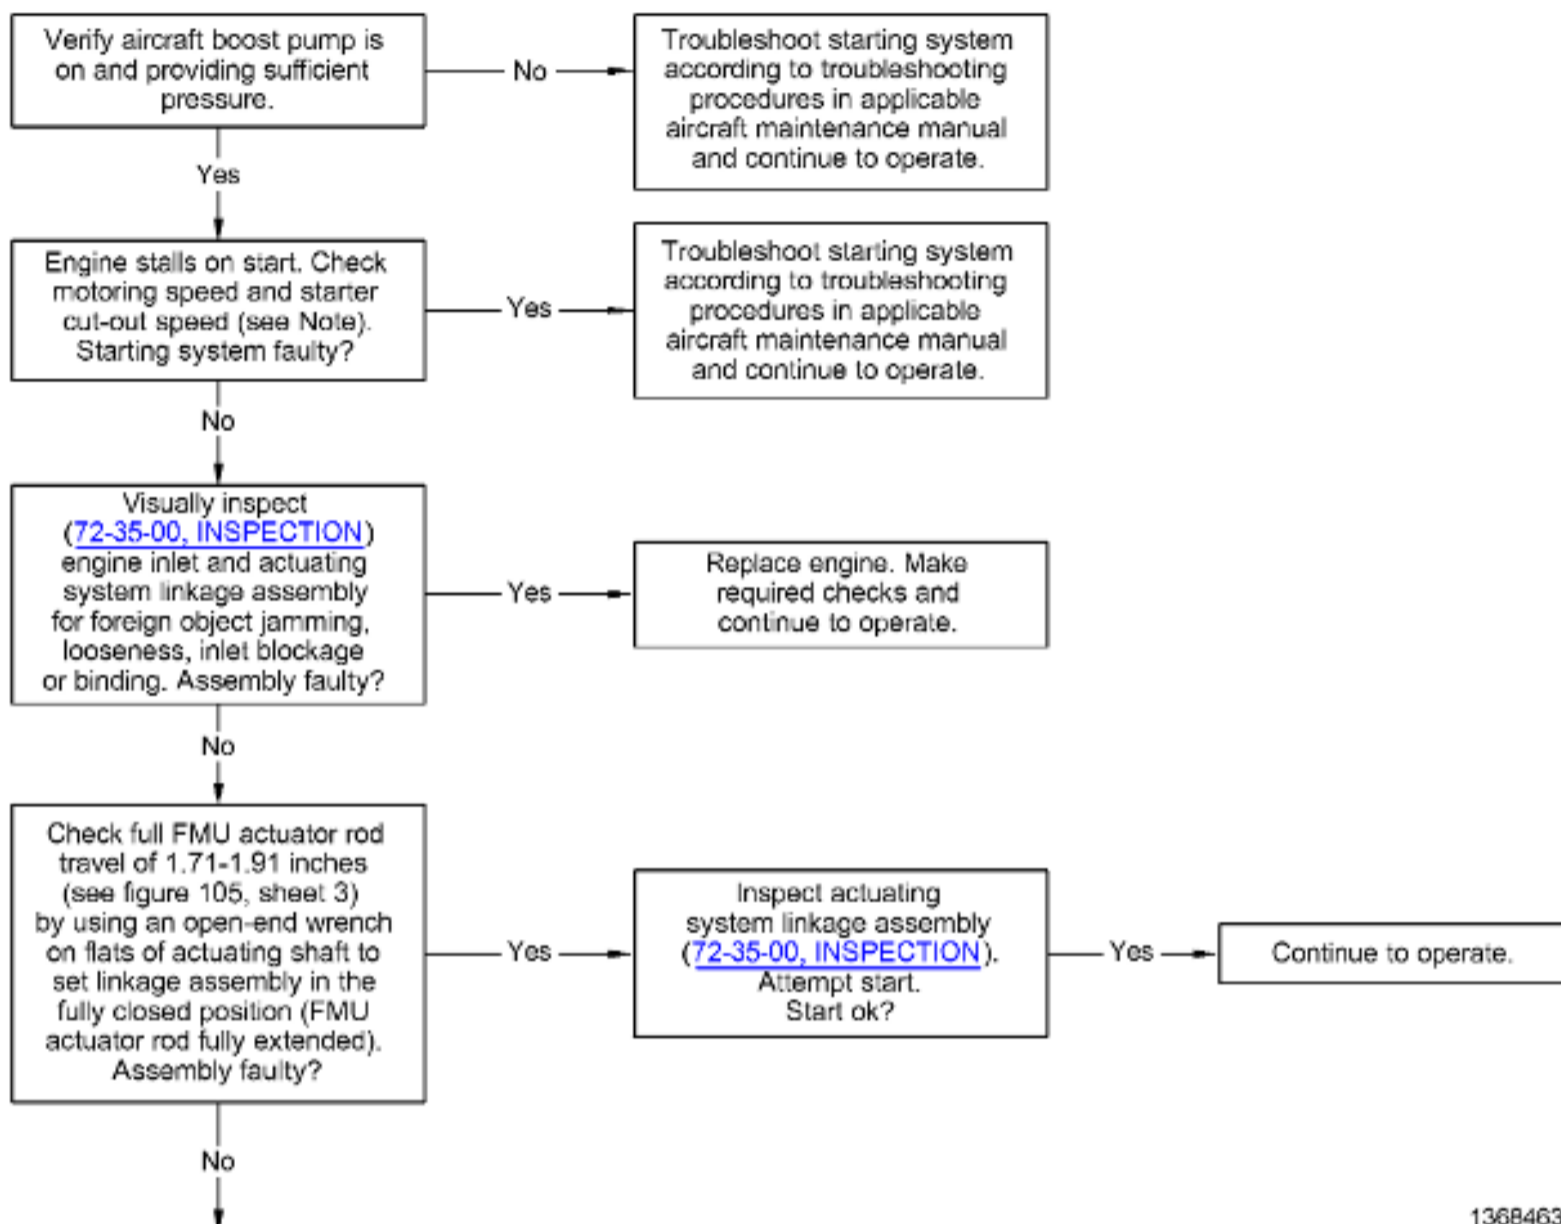 Verify aircraft boost pump is
on and providing sufficient
pressure.
No
Troubleshoot starting system
according to troubleshooting
procedures in applicable
aircraft maintenance manual
and continue to operate.
Yes
Engine stalls on start. Check
motoring speed and starter
cut-out speed (see Note).
Starting system faulty?
Yes
Troubleshoot starting system
according to troubleshooting
procedures in applicable
aircraft maintenance manual
and continue to operate.
No
Visually inspect
(72-35-00, INSPECTION)
engine inlet and actuating
system linkage assembly
for foreign object jamming,
looseness, inlet blockage
or binding. Assembly faulty?
Yes
Replace engine. Make
required checks and
continue to operate.
No
Check full FMU actuator rod
travel of 1.71-1.91 inches
(see figure 105, sheet 3)
by using an open-end wrench
on flats of actuating shaft to
set linkage assembly in the
fully closed position (FMU
actuator rod fully extended).
Assembly faulty?
Yes
Inspect actuating
system linkage assembly
(72-35-00, INSPECTION).
Attempt start.
Start ok?
Yes
Continue to operate.
No
1368463